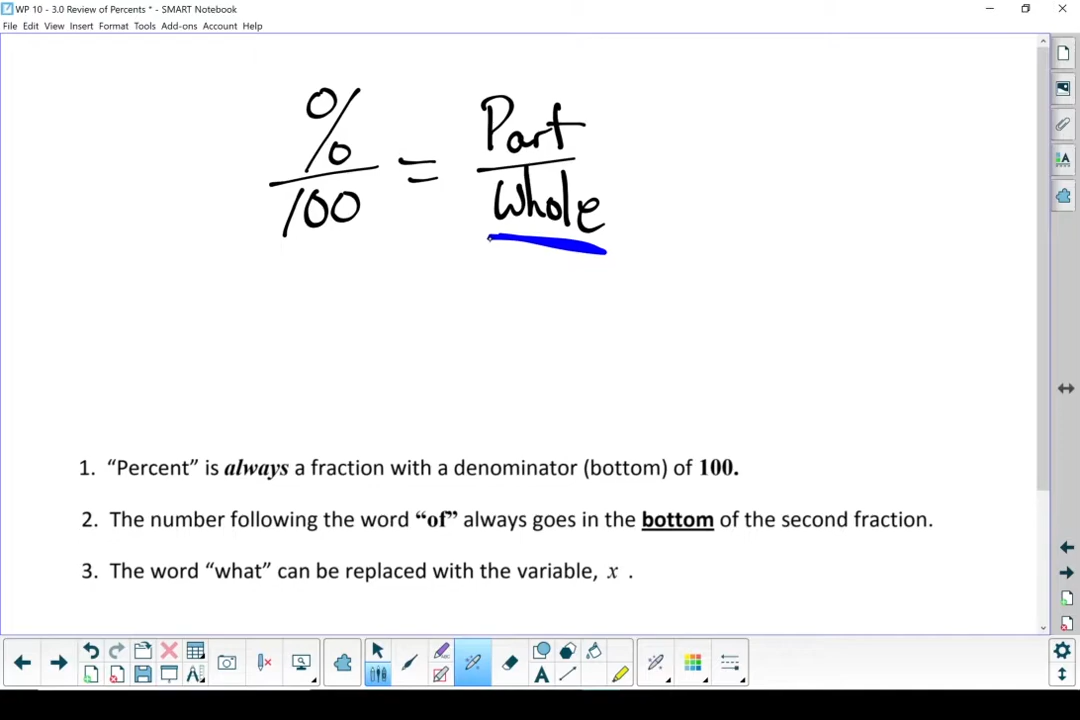 WP 10 - 3.0 Review of Percents * - SMART Notebook
File Edit View Insert Format Tools Add-ons Account Help
% = Part
100 Whole
1. “Percent” is always a fraction with a denominator (bottom) of 100.
2. The number following the word “of” always goes in the bottom of the second fraction.
3. The word “what” can be replaced with the variable, x .